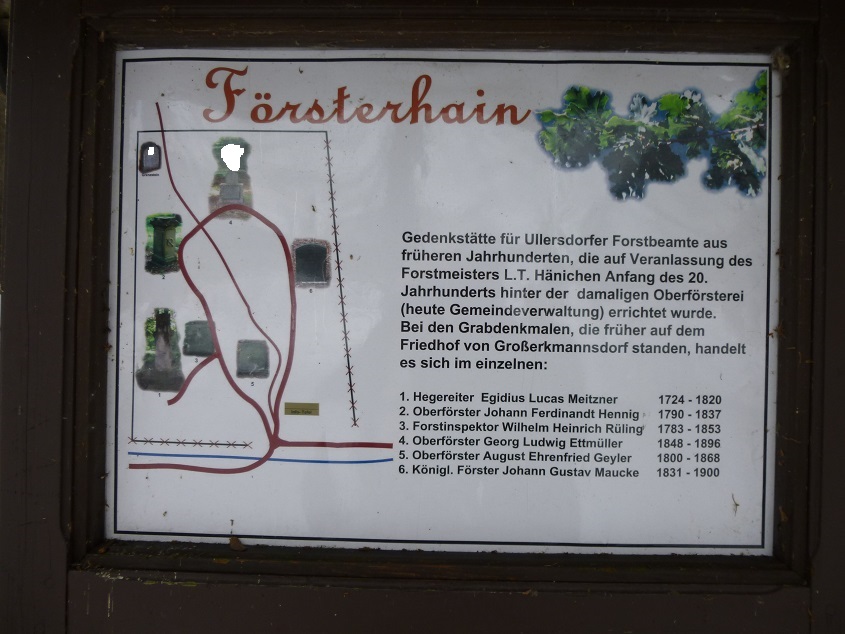 Försterhain
Gedenkstätte für Ullersdorfer Forstbeamte aus
früheren Jahrhunderten, die auf Veranlassung des
Forstmeisters L.T. Hänichen Anfang des 20.
Jahrhunderts hinter der damaligen Oberförsterei
(heute Gemeindeverwaltung) errichtet wurde.
Bei den Grabdenkmalen, die früher auf dem
Friedhof von Großerkmannsdorf standen, handelt
es sich im einzelnen:
1. Hegereiter Egidius Lucas Meitzner 1724 - 1820
2. Oberförster Johann Ferdinandt Hennig 1790 - 1837
3. Forstinspektor Wilhelm Heinrich Rüling 1783 - 1853
4. Oberförster Georg Ludwig Ettmüller 1848 - 1896
5. Oberförster August Ehrenfried Geyler 1800 - 1868
6. Königl. Förster Johann Gustav Maucke 1831 - 1900